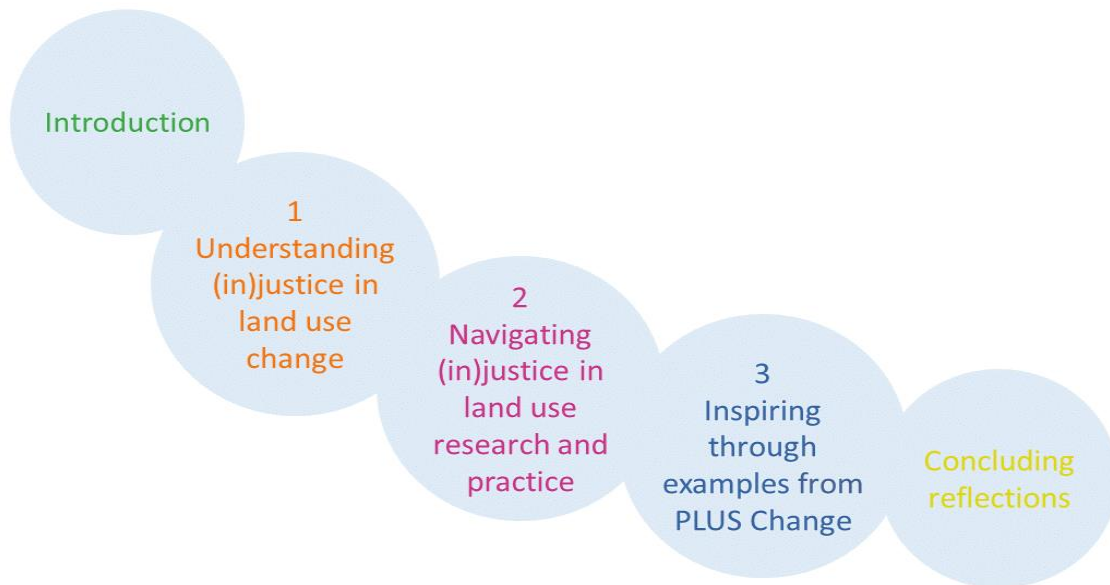 Introduction
1
Understanding
(in)justice in
land use
change
2
Navigating
(in)justice in
land use
research and
practice
3
Inspiring
through
examples from
PLUS Change
Concluding
reflections